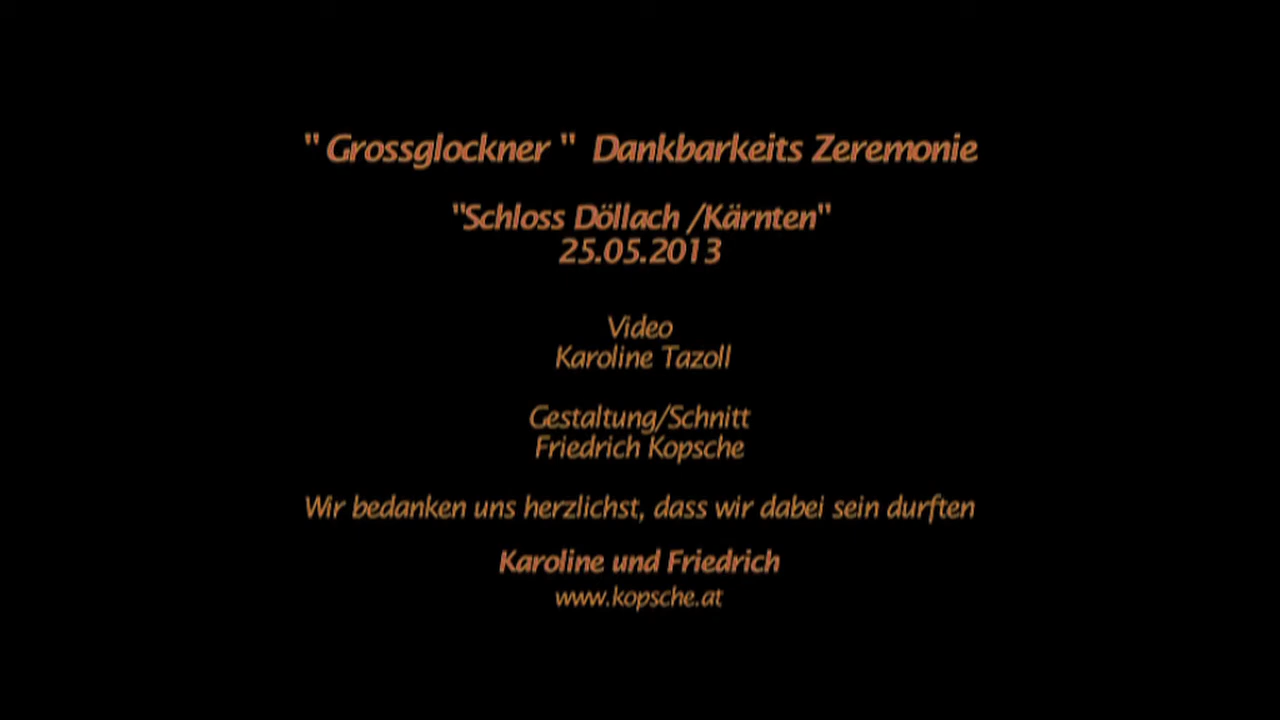 " Grossglockner " Dankbarkeits Zeremonie
"Schloss Döllach /Kärnten"
25.05.2013
Video
Karoline Tazoll
Gestaltung/Schnitt
Friedrich Kopsche
Wir bedanken uns herzlichst, dass wir dabei sein durften
Karoline und Friedrich
www.kopsche.at